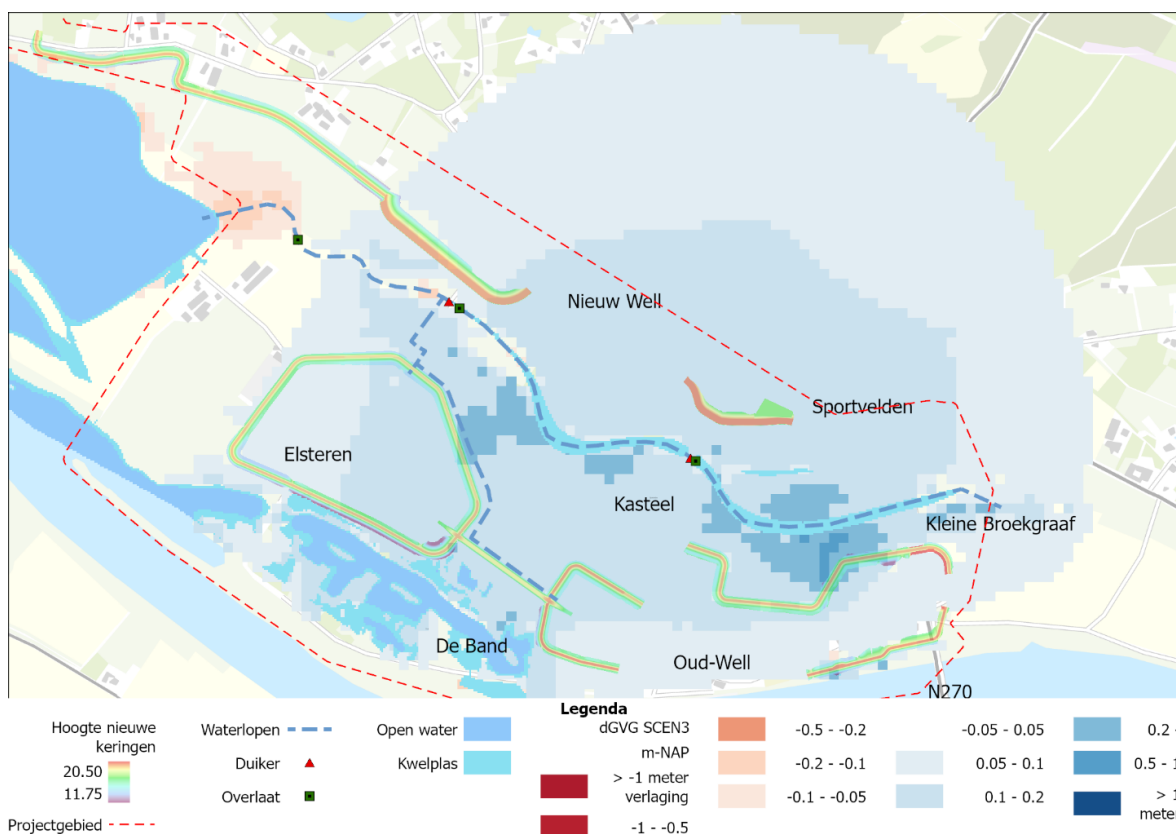 Nieuw Well
Sportvelden
Elsteren
Kasteel
Kleine Broekgraaf
De Band
Oud-Well
N270
Legenda
Hoogte nieuwe
keringen
20.50
11.75
Projectgebied
Waterlopen
Duiker
Overlaat
Open water
Kwelplas
dGVG SCEN3
m-NAP
> -1 meter
verlaging
-1 - -0.5
-0.5 - -0.2
-0.2 - -0.1
-0.1 - -0.05
-0.05 - 0.05
0.05 - 0.1
0.1 - 0.2
0.2 -
0.5 - 1
> 1
meter